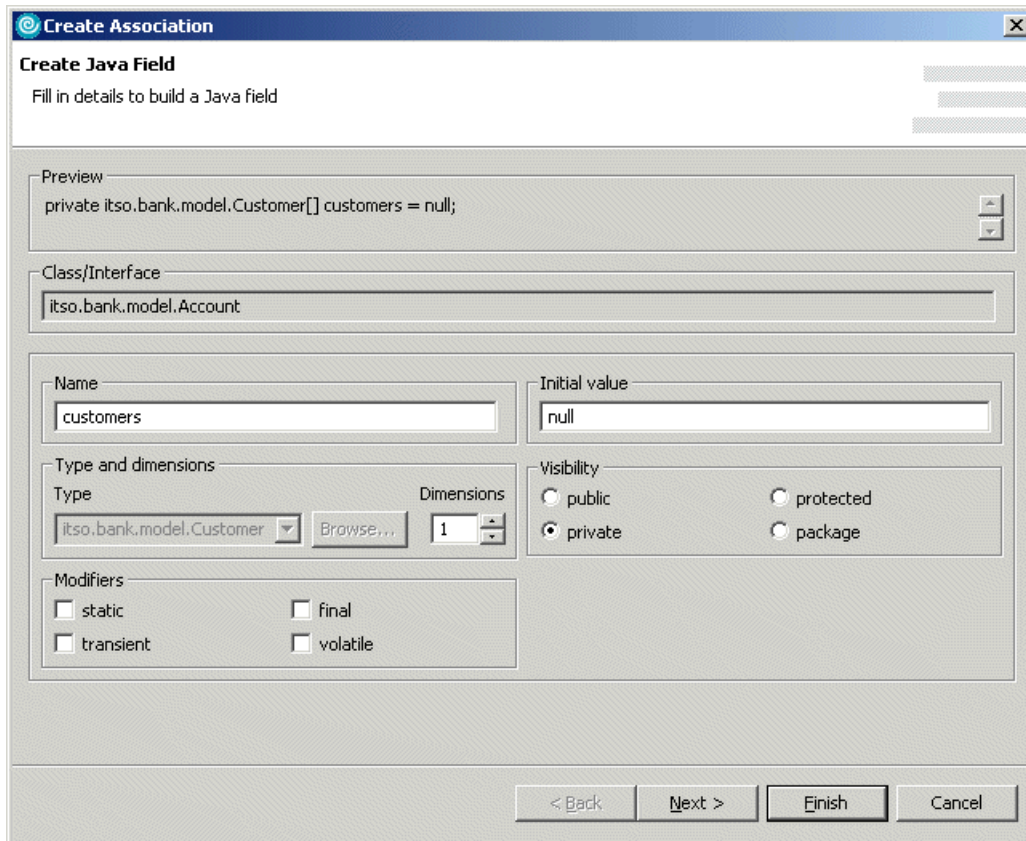 Create Association
Create Java Field
Fill in details to build a Java field
Preview
private itso.bank.model.Customer[] customers = null;
Class/Interface
itso.bank.model.Account
Name
customers
Initial value
null
Type and dimensions
Type
Dimensions
itso.bank.model.Customer
Browse...
1
Visibility
public
protected
private
package
Modifiers
static
final
transient
volatile
< Back
Next >
Finish
Cancel